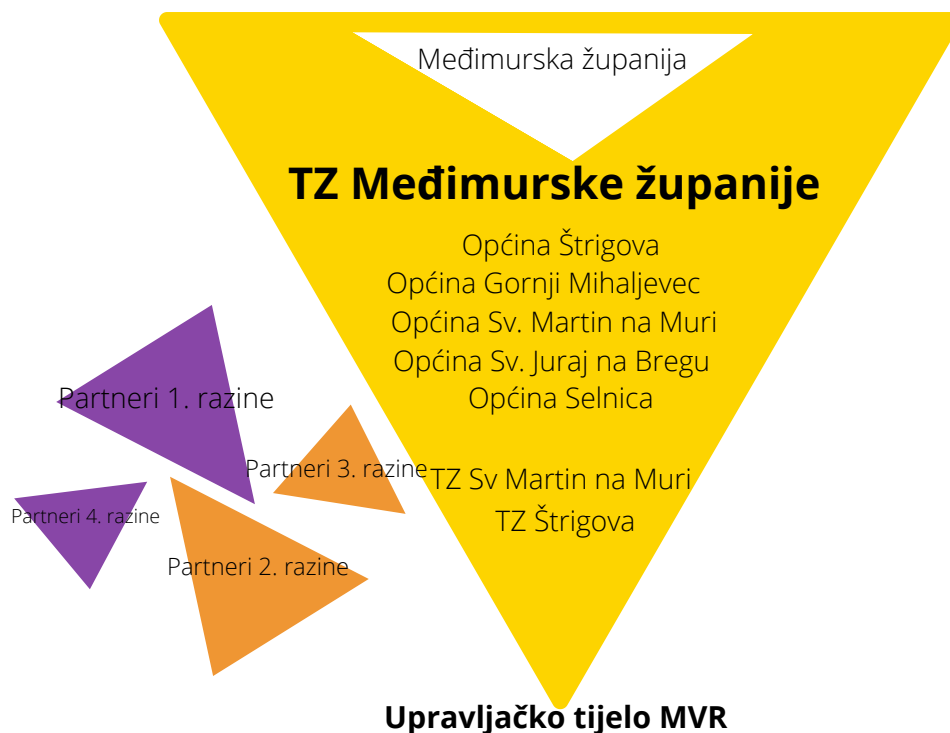 Međimurska županija
TZ Međimurske županije
Općina Štrigova
Općina Gornji Mihaljevec
Općina Sv. Martin na Muri
Općina Sv. Juraj na Bregu
Općina Selnica
TZ Sv Martin na Muri
TZ Štrigova
Partneri 1. razine
Partneri 3. razine
Partneri 4. razine
Partneri 2. razine
Upravljačko tijelo MVR